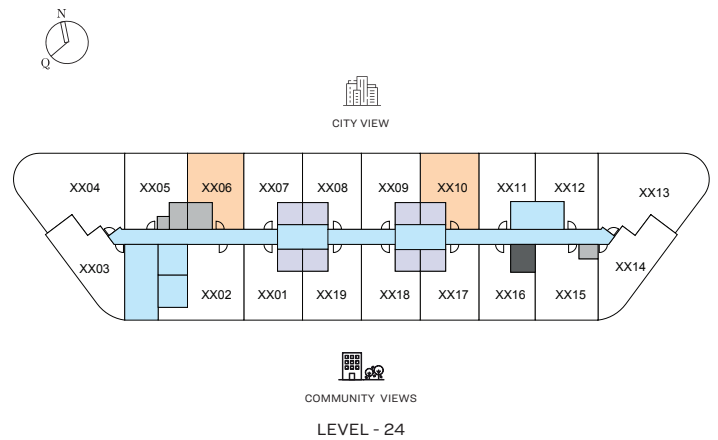 N
Q
CITY VIEW
XX04 XX05 XX06 XX07 XX08 XX09 XX10 XX11 XX12 XX13
XX03 XX14
XX02 XX01 XX19 XX18 XX17 XX16 XX15
COMMUNITY VIEWS
LEVEL - 24